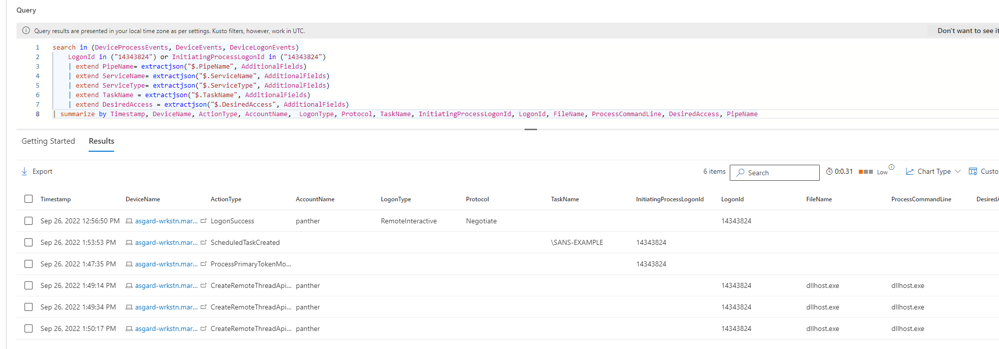 Query
Query results are presented in your local time zone as per settings. Kusto filters, however, work in UTC.
Don't want to see it
1 search in (DeviceProcessEvents, DeviceEvents, DeviceLogonEvents)
2 LogonId in ("14343824") or InitiatingProcessLogonId in ("14343824")
3 | extend PipeName= extractjson("$.PipeName", AdditionalFields)
4 | extend ServiceName= extractjson("$.ServiceName", AdditionalFields)
5 | extend ServiceType= extractjson("$.ServiceType", AdditionalFields)
6 | extend TaskName = extractjson("$.TaskName", AdditionalFields)
7 | extend DesiredAccess = extractjson("$.DesiredAccess", AdditionalFields)
8 | summarize by Timestamp, DeviceName, ActionType, AccountName, LogonType, Protocol, TaskName, InitiatingProcessLogonId, LogonId, FileName, ProcessCommandLine, DesiredAccess, PipeName
Getting Started Results
Export 6 items Search 0:0.31 Low Chart Type Custo
Timestamp DeviceName ActionType AccountName LogonType Protocol TaskName InitiatingProcessLogonId LogonId FileName ProcessCommandLine DesiredA
Sep 26, 2022 12:56:50 PM asgard-wrkstn.mar... LogonSuccess panther RemoteInteractive Negotiate 14343824
Sep 26, 2022 1:53:53 PM asgard-wrkstn.mar... ScheduledTaskCreated \SANS-EXAMPLE 14343824
Sep 26, 2022 1:47:35 PM asgard-wrkstn.mar... ProcessPrimaryTokenMo... 14343824
Sep 26, 2022 1:49:14 PM asgard-wrkstn.mar... CreateRemoteThreadApi... panther 14343824 dllhost.exe dllhost.exe
Sep 26, 2022 1:49:34 PM asgard-wrkstn.mar... CreateRemoteThreadApi... panther 14343824 dllhost.exe dllhost.exe
Sep 26, 2022 1:50:17 PM asgard-wrkstn.mar... CreateRemoteThreadApi... panther 14343824 dllhost.exe dllhost.exe